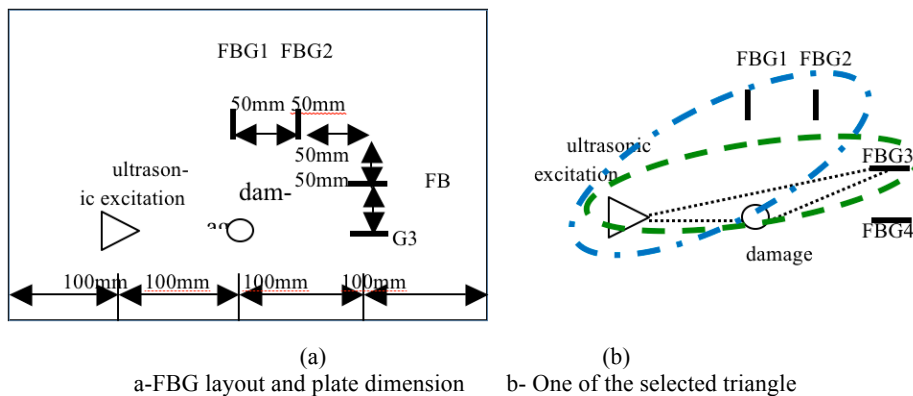 FBG1 FBG2
50mm 50mm
50mm
50mm
ultrason-
ic excitation
dam-
FB
G3
100mm 100mm 100mm 100mm
(a)
FBG1 FBG2
ultrasonic
excitation
FBG3
FBG4
damage
(b)
a-FBG layout and plate dimension b- One of the selected triangle